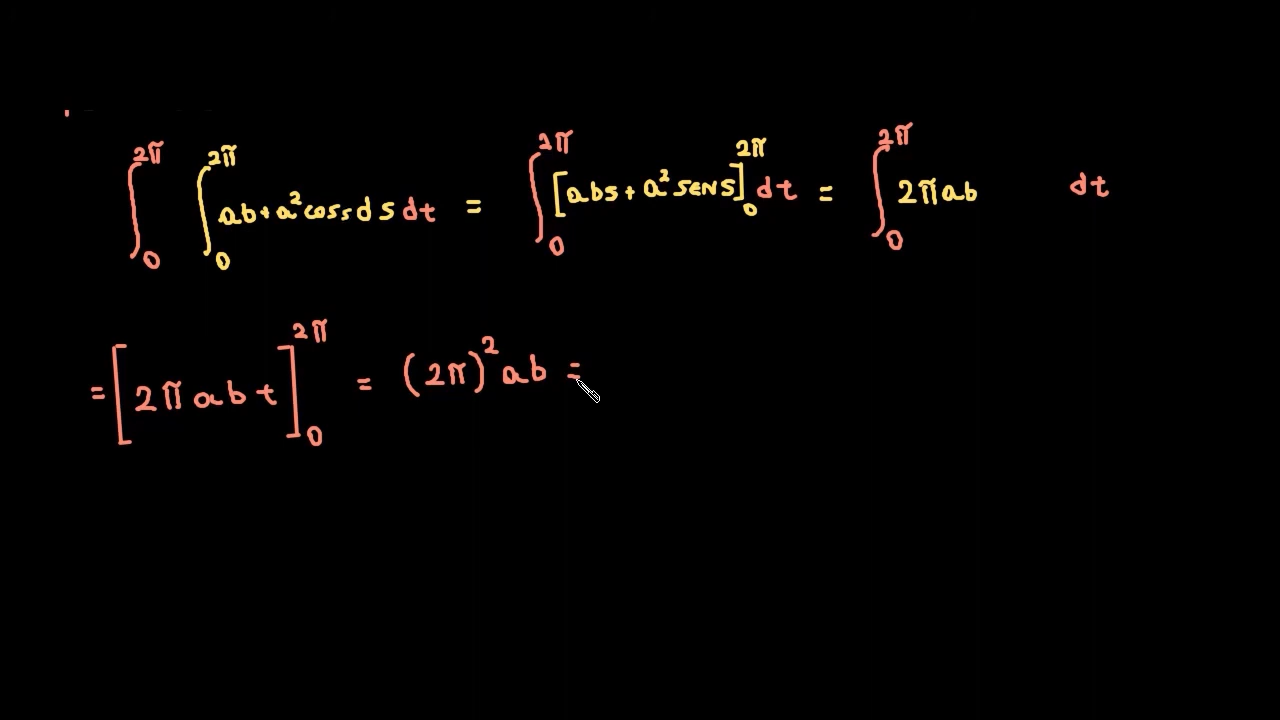 ∫₀^2π ∫₀^2π ab + a² cos s ds dt = ∫₀^2π [abs + a² sen s]₀^2π dt = ∫₀^2π 2πab dt
= [2πabt]₀^2π = (2π)² ab =